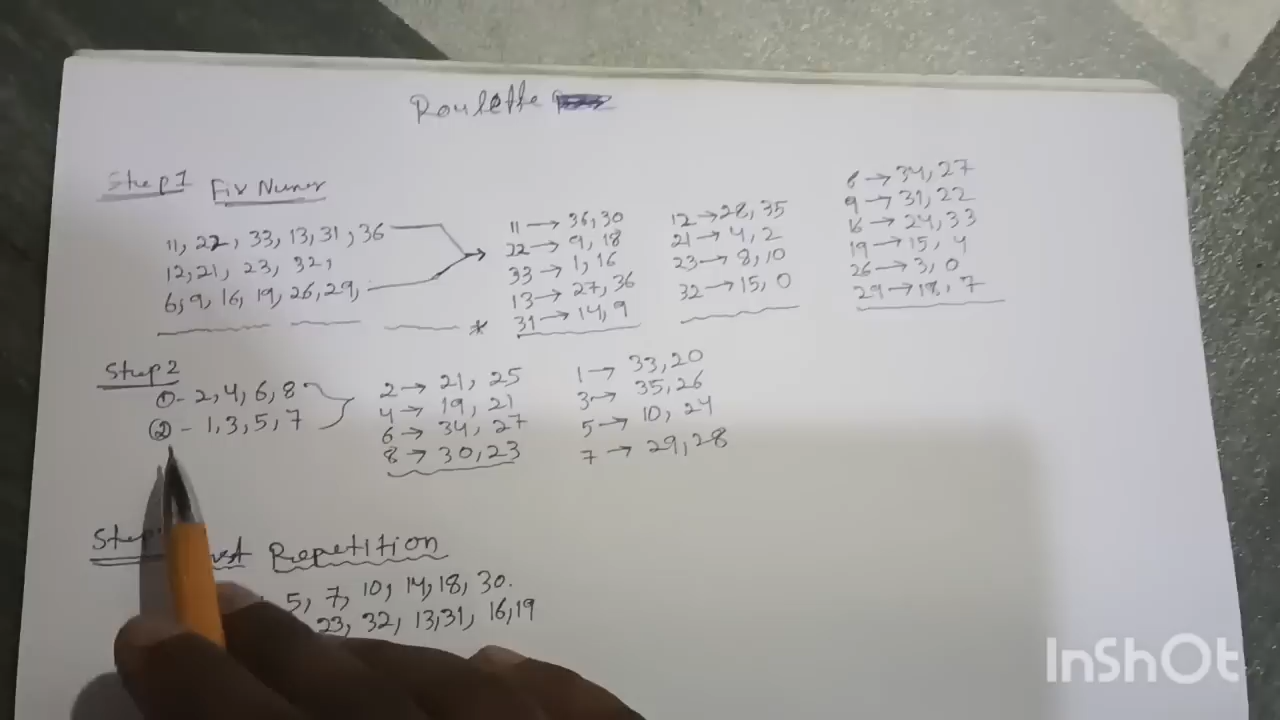 Roulette
Step 1 Fix Numer
11, 22, 33, 13, 31, 36
12, 21, 23, 32,
6, 9, 16, 19, 26, 29,
*
11 → 36, 30
22 → 9, 18
33 → 1, 16
13 → 27, 36
31 → 14, 9
12 → 28, 35
21 → 4, 2
23 → 8, 10
32 → 15, 0
6 → 34, 27
9 → 31, 22
16 → 24, 33
19 → 15, 4
26 → 3, 0
29 → 18, 7
Step 2
① - 2, 4, 6, 8
② - 1, 3, 5, 7
2 → 21, 25
4 → 19, 21
6 → 34, 27
8 → 30, 23
1 → 33, 20
3 → 35, 26
5 → 10, 24
7 → 29, 28
Step Repetition
5, 7, 10, 14, 18, 30.
23, 32, 13, 31, 16, 19
InShOt